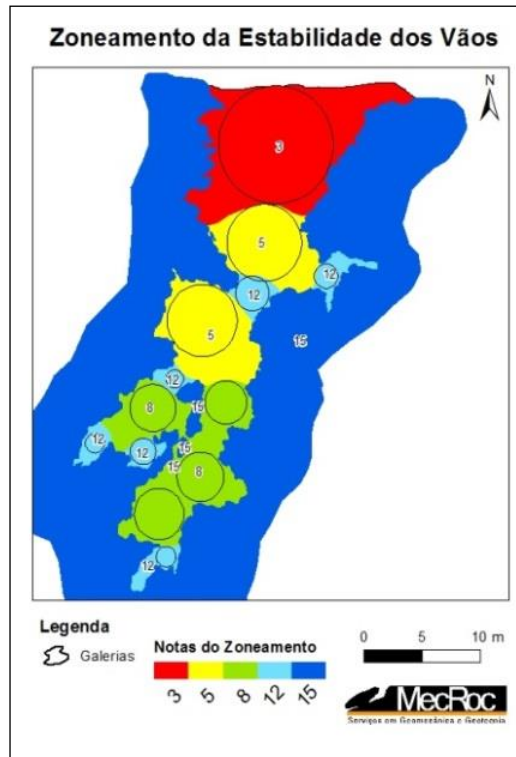 Zoneamento da Estabilidade dos Vãos
N
3
5
12
12
5
15
12
8
15
12
15
12
15
8
12
Legenda
Galerias
Notas do Zoneamento
3 5 8 12 15
0 5 10 m
MecRoc
Serviços em Geomecânica e Geotecnia